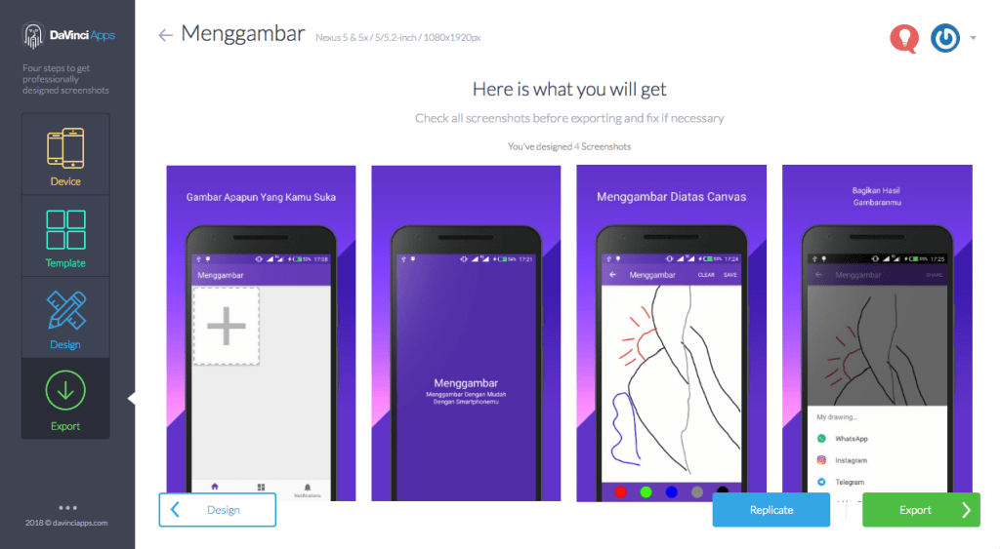 DaVinci Apps
Four steps to get
professionally
designed screenshots
Device
Template
Design
Export
2018 © davinciapps.com
Menggambar
Nexus 5 & 5x / 5/5.2-inch / 1080x1920px
Here is what you will get
Check all screenshots before exporting and fix if necessary
You've designed 4 Screenshots
Gambar Apapun Yang Kamu Suka
53% 17:08
Menggambar
Notifications
54% 17:21
Menggambar
Menggambar Dengan Mudah
Dengan Smartphonemu
Menggambar Diatas Canvas
55% 17:24
Menggambar CLEAR SAVE
Bagikan Hasil
Gambaranmu
55% 17:25
Menggambar SHARE
My drawing...
WhatsApp
Instagram
Telegram
Design
Replicate
Export